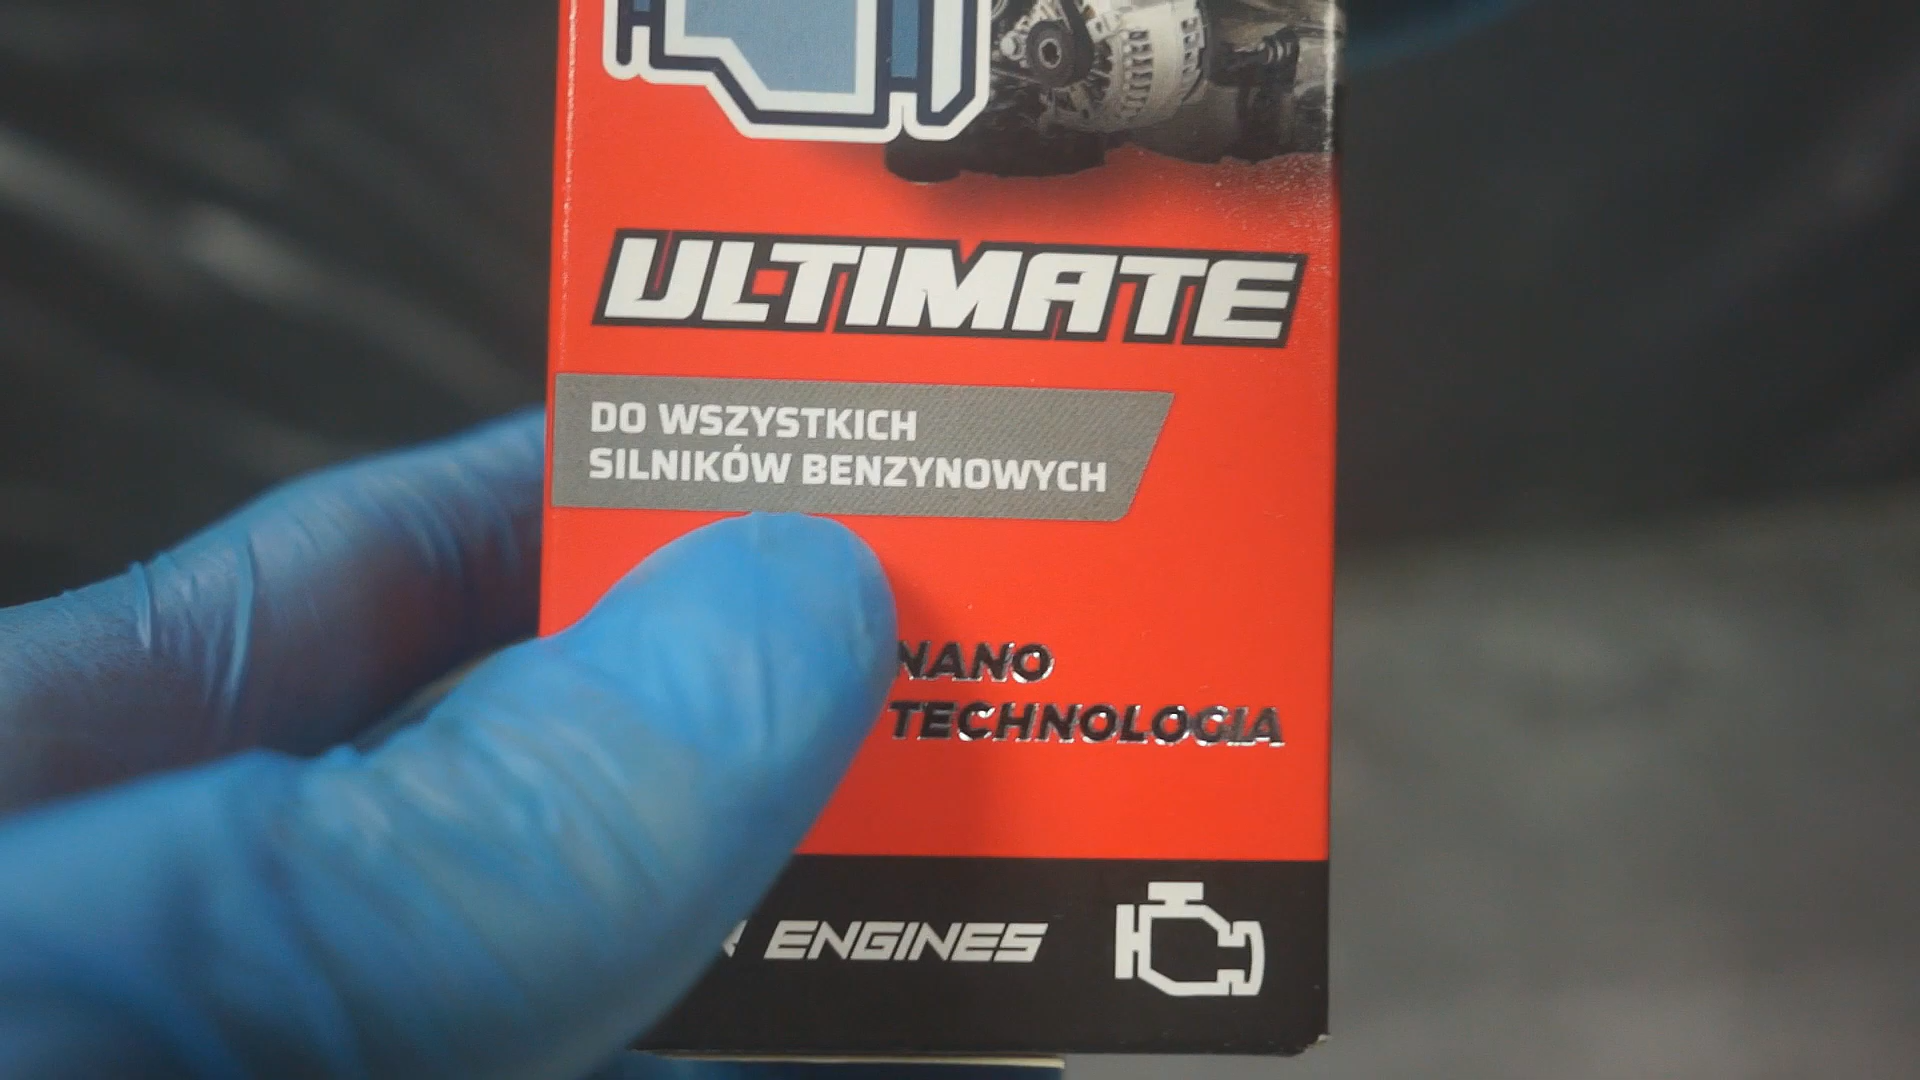 ULTIMATE
DO WSZYSTKICH
SILNIKÓW BENZYNOWYCH
NANO
TECHNOLOGIA
ENGINES